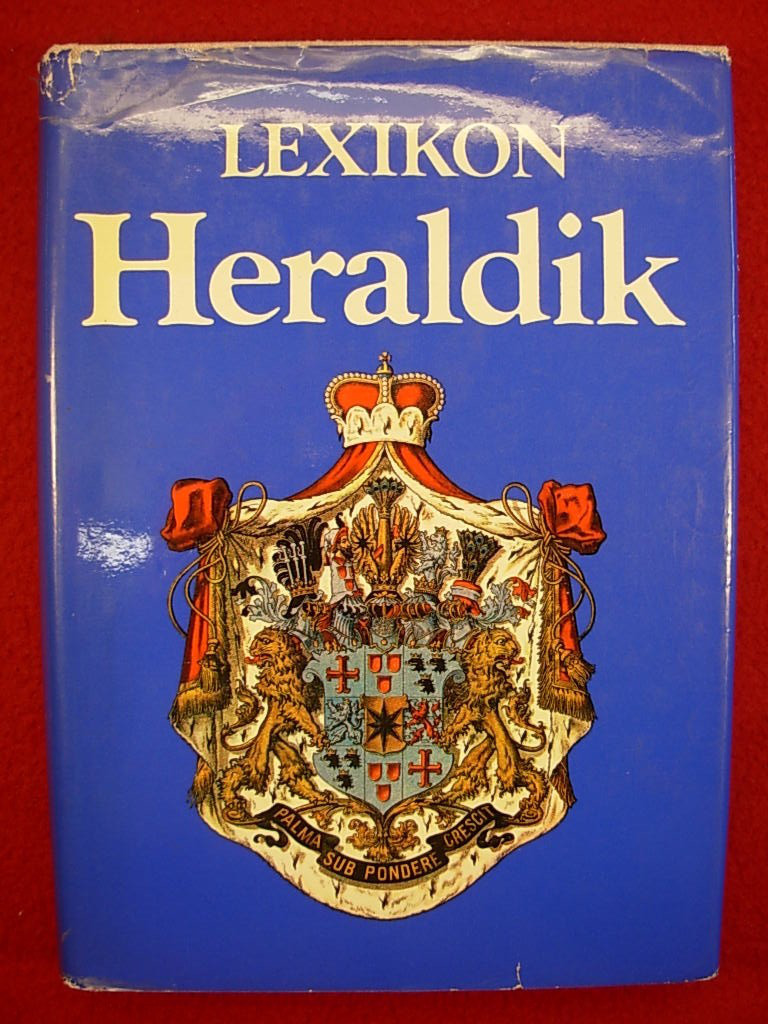 LEXIKON
Heraldik
PALMA SUB PONDERE CRESCIT